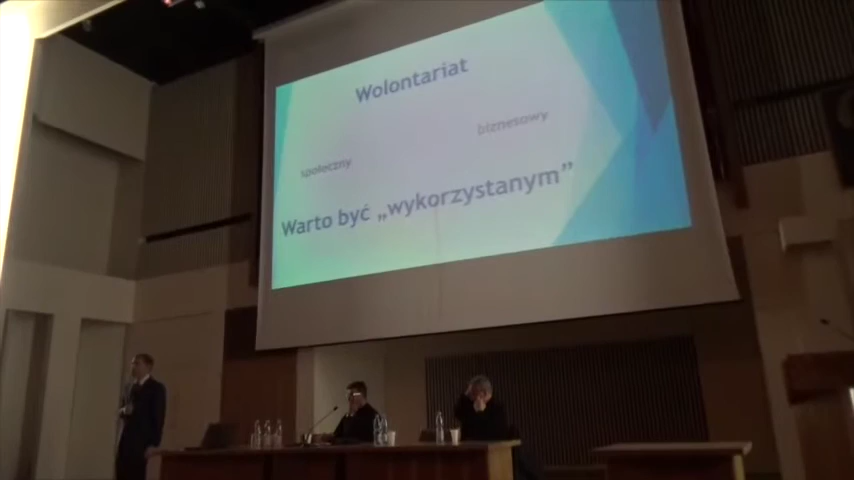 Wolontariat
biznesowy
społeczny
Warto być „wykorzystanym”